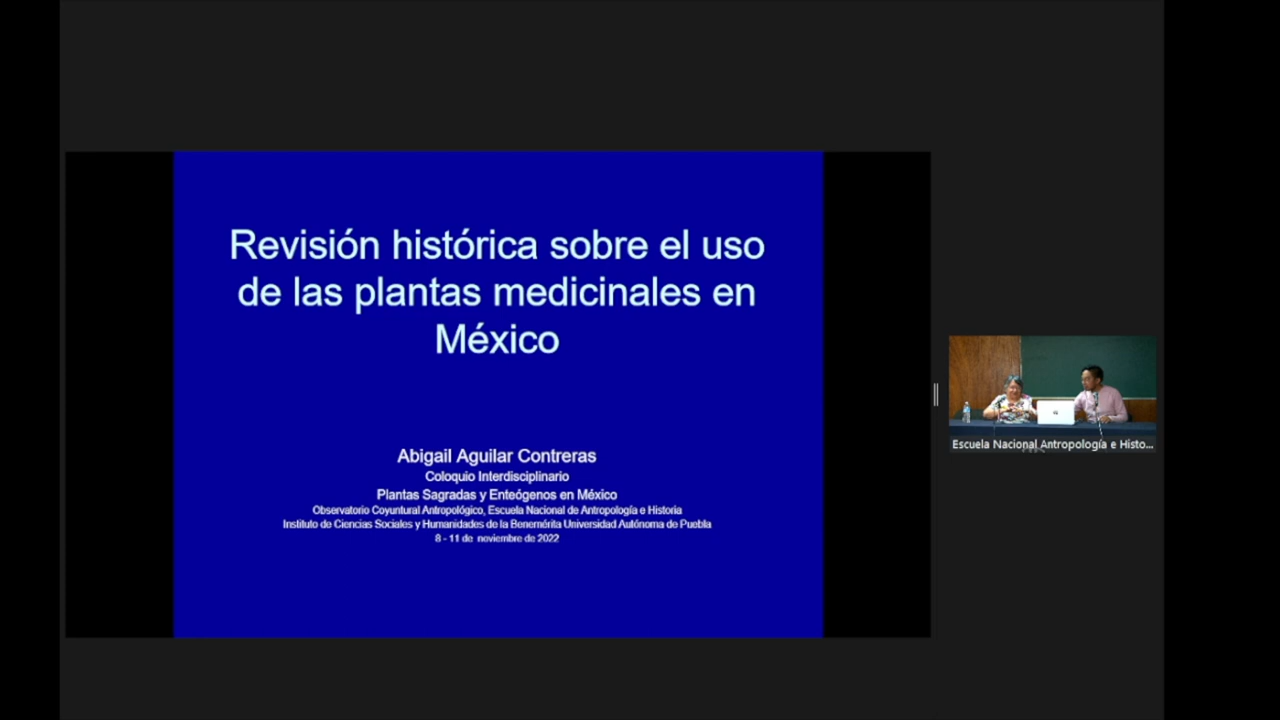 Revisión histórica sobre el uso
de las plantas medicinales en
México
Abigail Aguilar Contreras
Coloquio Interdisciplinario
Plantas Sagradas y Enteógenos en México
Observatorio Coyuntural Antropológico, Escuela Nacional de Antropología e Historia
Instituto de Ciencias Sociales y Humanidades de la Benemérita Universidad Autónoma de Puebla
8 - 11 de noviembre de 2022
Escuela Nacional Antropología e Histo...